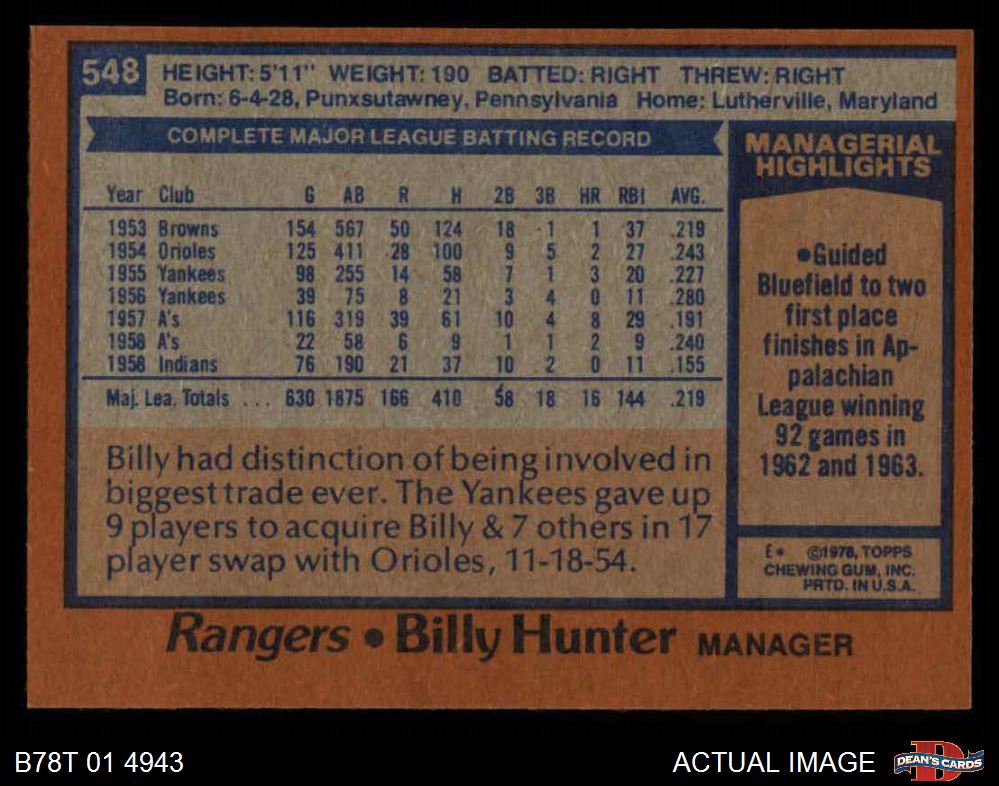 548
HEIGHT: 5'11" WEIGHT: 190 BATTED: RIGHT THREW: RIGHT
Born: 6-4-28, Punxsutawney, Pennsylvania Home: Lutherville, Maryland
COMPLETE MAJOR LEAGUE BATTING RECORD
Year Club G AB R H 2B 3B HR RBI AVG.
1953 Browns 154 567 50 124 18 1 1 37 .219
1954 Orioles 125 411 28 100 9 5 2 27 .243
1955 Yankees 98 255 14 58 7 1 3 20 .227
1956 Yankees 39 75 8 21 3 4 0 11 .280
1957 A's 116 319 39 61 10 4 8 29 .191
1958 A's 22 58 6 9 1 1 2 9 .240
1958 Indians 76 190 21 37 10 2 0 11 .155
Maj. Lea. Totals ... 630 1875 166 410 58 18 16 144 .219
Billy had distinction of being involved in
biggest trade ever. The Yankees gave up
9 players to acquire Billy & 7 others in 17
player swap with Orioles, 11-18-54.
MANAGERIAL
HIGHLIGHTS
•Guided
Bluefield to two
first place
finishes in Ap-
palachian
League winning
92 games in
1962 and 1963.
E* ©1978, TOPPS
CHEWING GUM, INC.
PRTD. IN U.S.A.
Rangers • Billy Hunter MANAGER
B78T 01 4943
ACTUAL IMAGE
D
DEAN'S CARDS